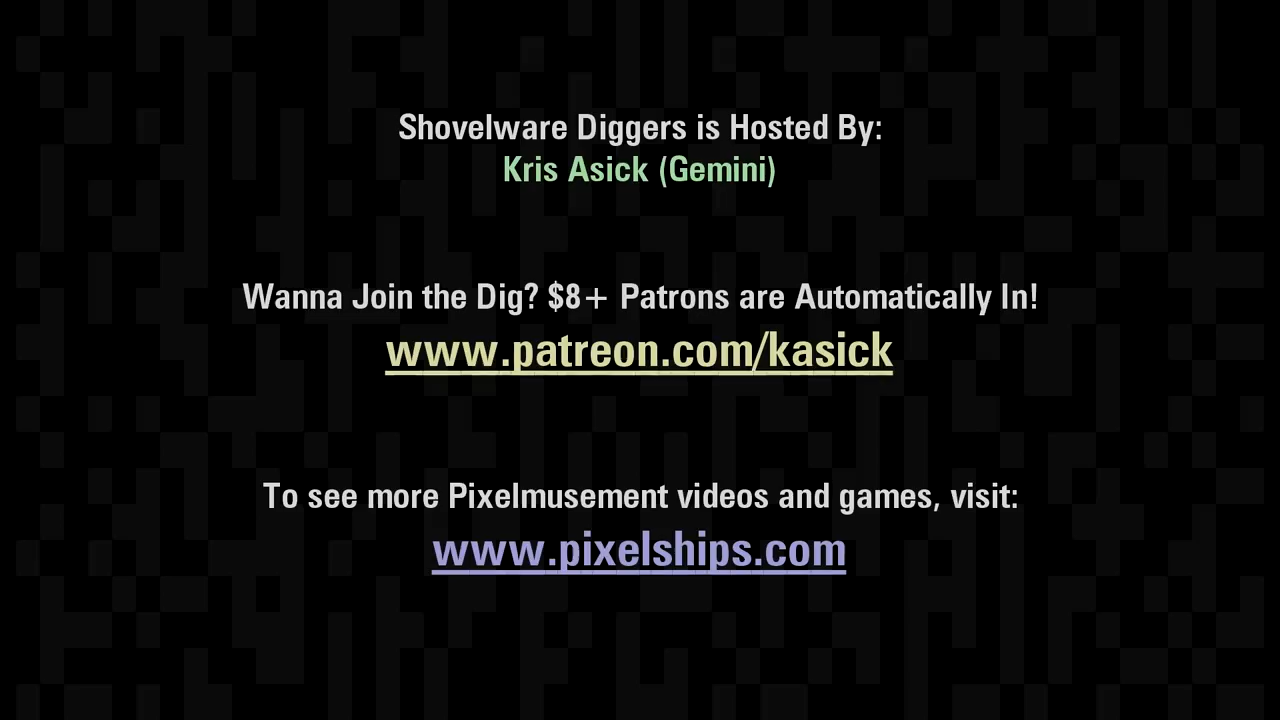 Shovelware Diggers is Hosted By:
Kris Asick (Gemini)
Wanna Join the Dig? $8+ Patrons are Automatically In!
www.patreon.com/kasick
To see more Pixelmusement videos and games, visit:
www.pixelships.com